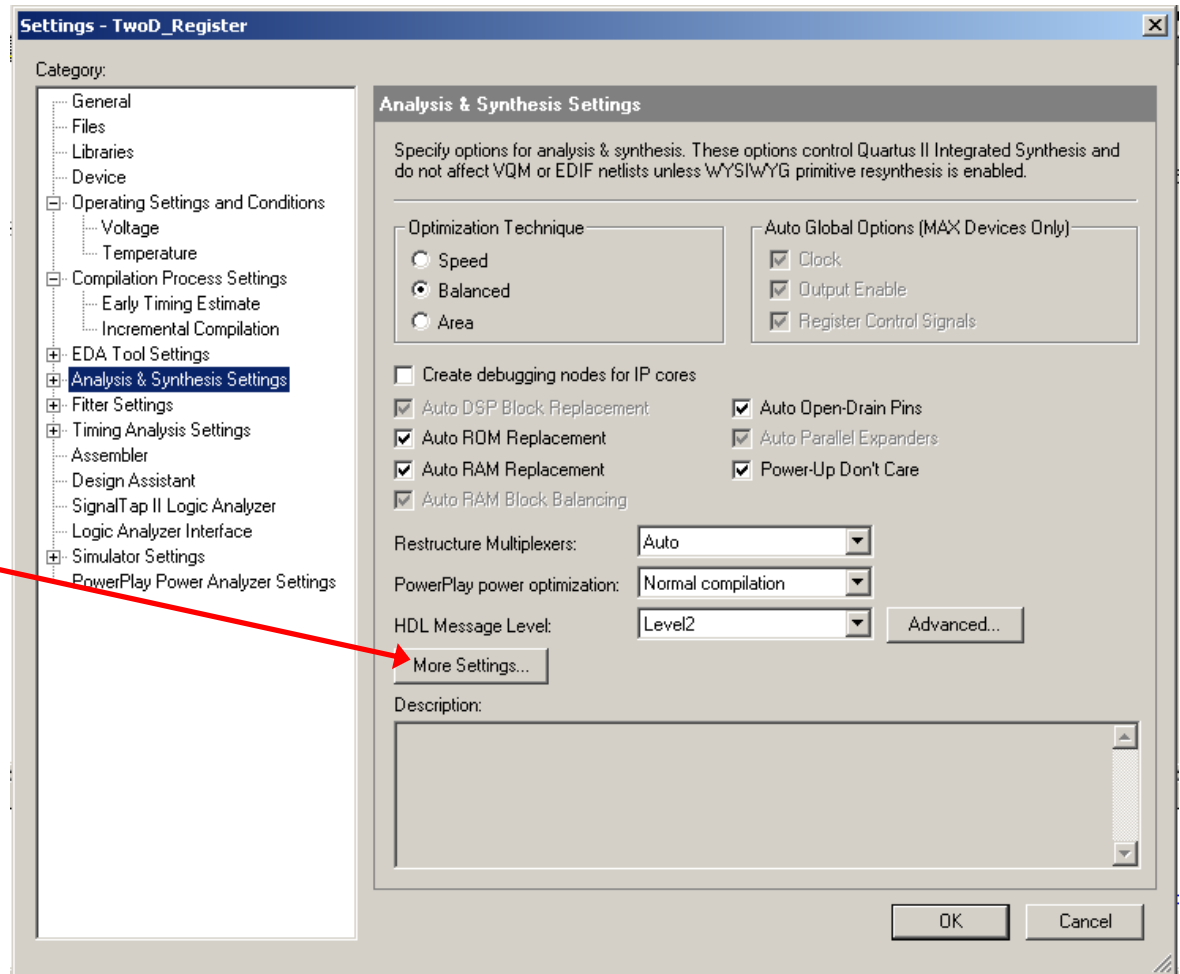 Settings - TwoD_Register
Category:
General
Files
Libraries
Device
Operating Settings and Conditions
Voltage
Temperature
Compilation Process Settings
Early Timing Estimate
Incremental Compilation
EDA Tool Settings
Analysis & Synthesis Settings
Fitter Settings
Timing Analysis Settings
Assembler
Design Assistant
SignalTap II Logic Analyzer
Logic Analyzer Interface
Simulator Settings
PowerPlay Power Analyzer Settings
Analysis & Synthesis Settings
Specify options for analysis & synthesis. These options control Quartus II Integrated Synthesis and
do not affect VQM or EDIF netlists unless WYSIWYG primitive resynthesis is enabled.
Optimization Technique
Speed
Balanced
Area
Auto Global Options (MAX Devices Only)
Clock
Output Enable
Register Control Signals
Create debugging nodes for IP cores
Auto DSP Block Replacement
Auto ROM Replacement
Auto RAM Replacement
Auto RAM Block Balancing
Auto Open-Drain Pins
Auto Parallel Expanders
Power-Up Don't Care
Restructure Multiplexers: Auto
PowerPlay power optimization: Normal compilation
HDL Message Level: Level2 Advanced...
More Settings...
Description:
OK Cancel